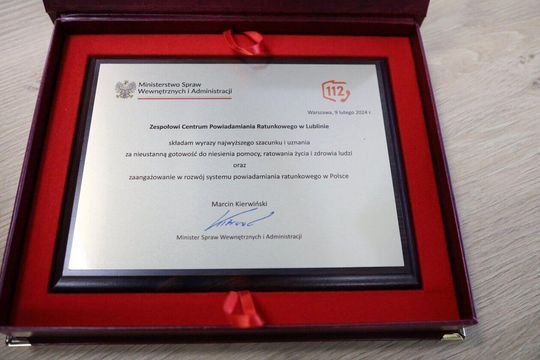 Ministerstwo Spraw
Wewnętrznych i Administracji
112
Warszawa, 9 lutego 2024 r.
Zespołowi Centrum Powiadamiania Ratunkowego w Lublinie
składam wyrazy najwyższego szacunku i uznania
za nieustanną gotowość do niesienia pomocy, ratowania życia i zdrowia ludzi
oraz
zaangażowanie w rozwój systemu powiadamiania ratunkowego w Polsce
Marcin Kierwiński
Minister Spraw Wewnętrznych i Administracji